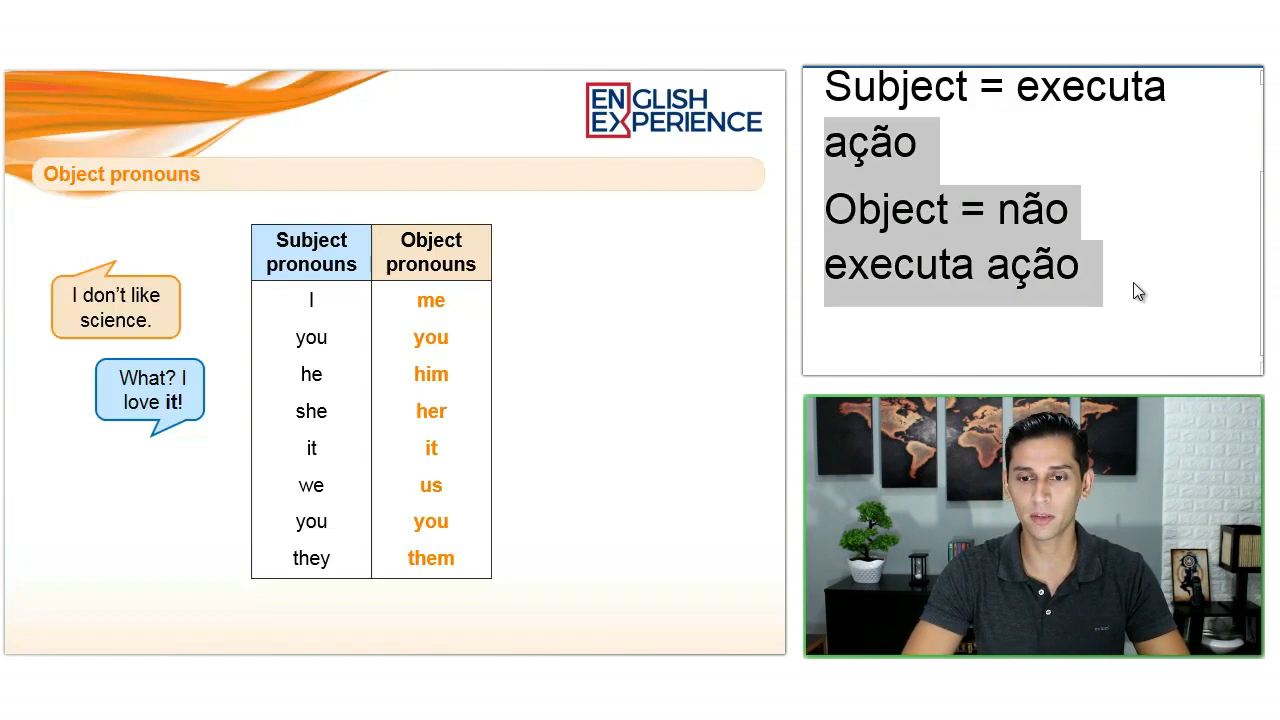 ENGLISH
EXPERIENCE
Object pronouns
I don't like
science.
What? I
love it!
Subject pronouns
Object pronouns
I me
you you
he him
she her
it it
we us
you you
they them
Subject = executa
ação
Object = não
executa ação